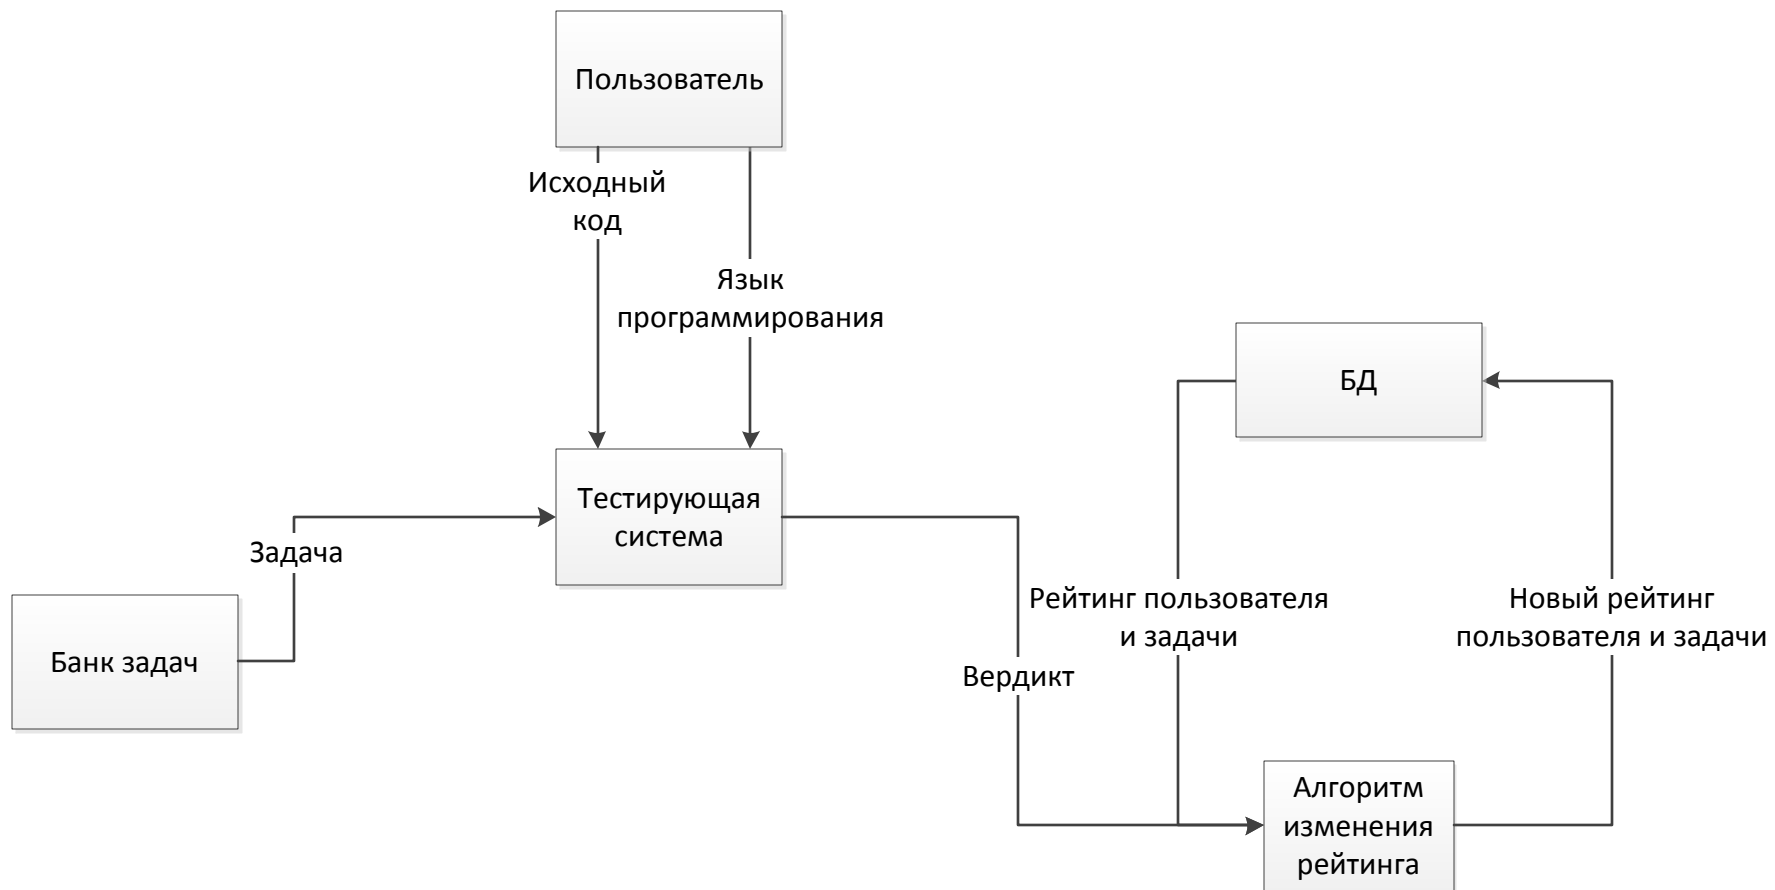 Пользователь
Исходный
код
Язык
программирования
БД
Тестирующая
система
Задача
Банк задач
Рейтинг пользователя
и задачи
Новый рейтинг
пользователя и задачи
Вердикт
Алгоритм
изменения
рейтинга